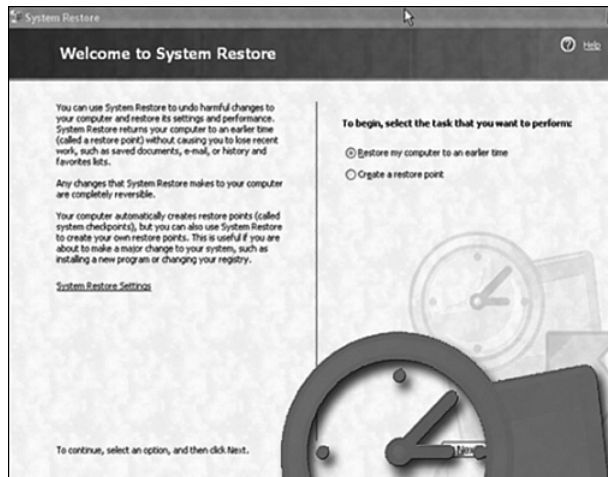 System Restore
Welcome to System Restore
Help
You can use System Restore to undo harmful changes to
your computer and restore its settings and performance.
System Restore returns your computer to an earlier time
(called a restore point) without causing you to lose recent
work, such as saved documents, e-mail, or history and
favorites lists.
Any changes that System Restore makes to your computer
are completely reversible.
Your computer automatically creates restore points (called
system checkpoints), but you can also use System Restore
to create your own restore points. This is useful if you are
about to make a major change to your system, such as
installing a new program or changing your registry.
System Restore Settings
To begin, select the task that you want to perform:
Restore my computer to an earlier time
Create a restore point
To continue, select an option, and then click Next.